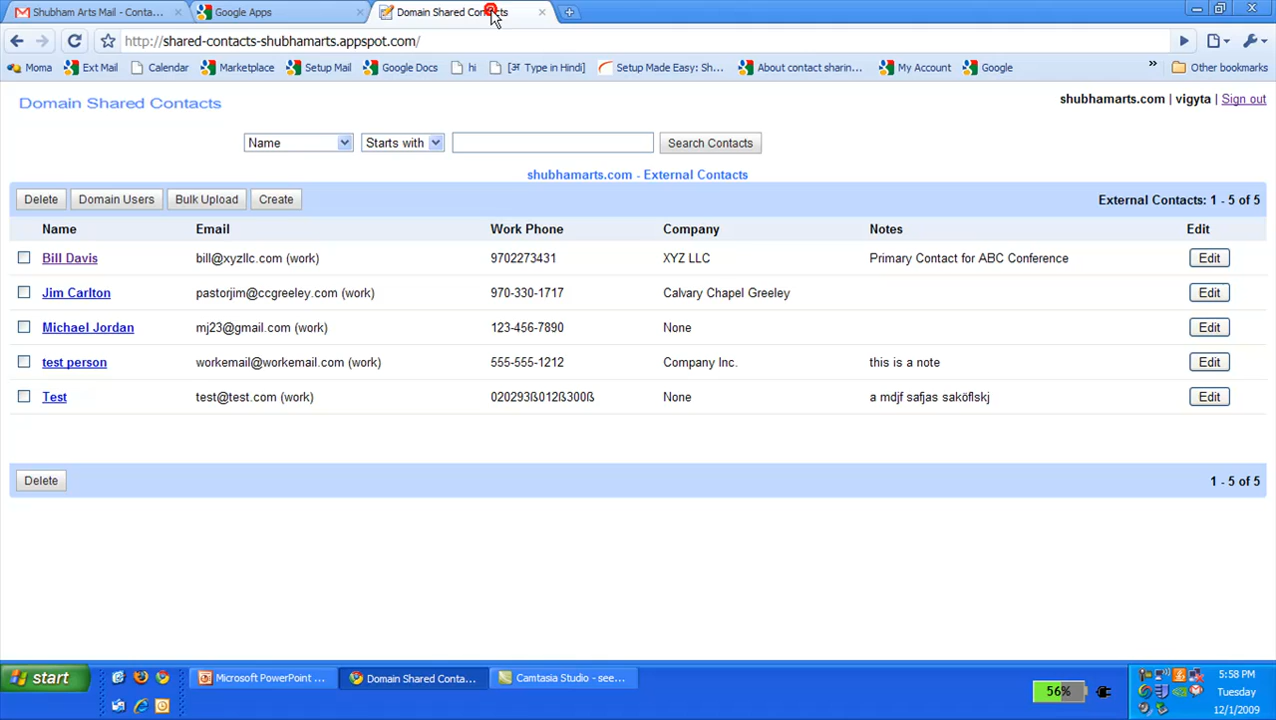 Shubham Arts Mail - Conta...
Google Apps
Domain Shared Contacts
http://shared-contacts-shubhamarts.appspot.com/
Moma
Ext Mail
Calendar
Marketplace
Setup Mail
Google Docs
hi
[अ Type in Hindi]
Setup Made Easy: Sh...
About contact sharin...
My Account
Google
»
Other bookmarks
Domain Shared Contacts
shubhamarts.com | vigyta | Sign out
Name
Starts with
Search Contacts
shubhamarts.com - External Contacts
Delete
Domain Users
Bulk Upload
Create
External Contacts: 1 - 5 of 5
Name Email Work Phone Company Notes Edit
Bill Davis bill@xyzllc.com (work) 9702273431 XYZ LLC Primary Contact for ABC Conference Edit
Jim Carlton pastorjim@ccgreeley.com (work) 970-330-1717 Calvary Chapel Greeley Edit
Michael Jordan mj23@gmail.com (work) 123-456-7890 None Edit
test person workemail@workemail.com (work) 555-555-1212 Company Inc. this is a note Edit
Test test@test.com (work) 020293ß012ß300ß None a mdjf safjas saköflskj Edit
Delete
1 - 5 of 5
start
Microsoft PowerPoint ...
Domain Shared Conta...
Camtasia Studio - see...
56%
5:58 PM
Tuesday
12/1/2009